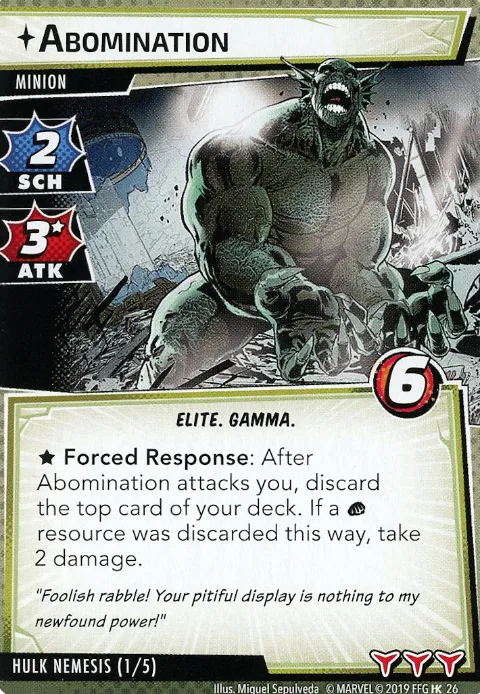 ABOMINATION
MINION
2
SCH
3
ATK
6
ELITE. GAMMA.
★ Forced Response: After
Abomination attacks you, discard
the top card of your deck. If a
resource was discarded this way, take
2 damage.
"Foolish rabble! Your pitiful display is nothing to my
newfound power!"
HULK NEMESIS (1/5)
Illus. Miguel Sepulveda © MARVEL © 2019 FFG HK 26